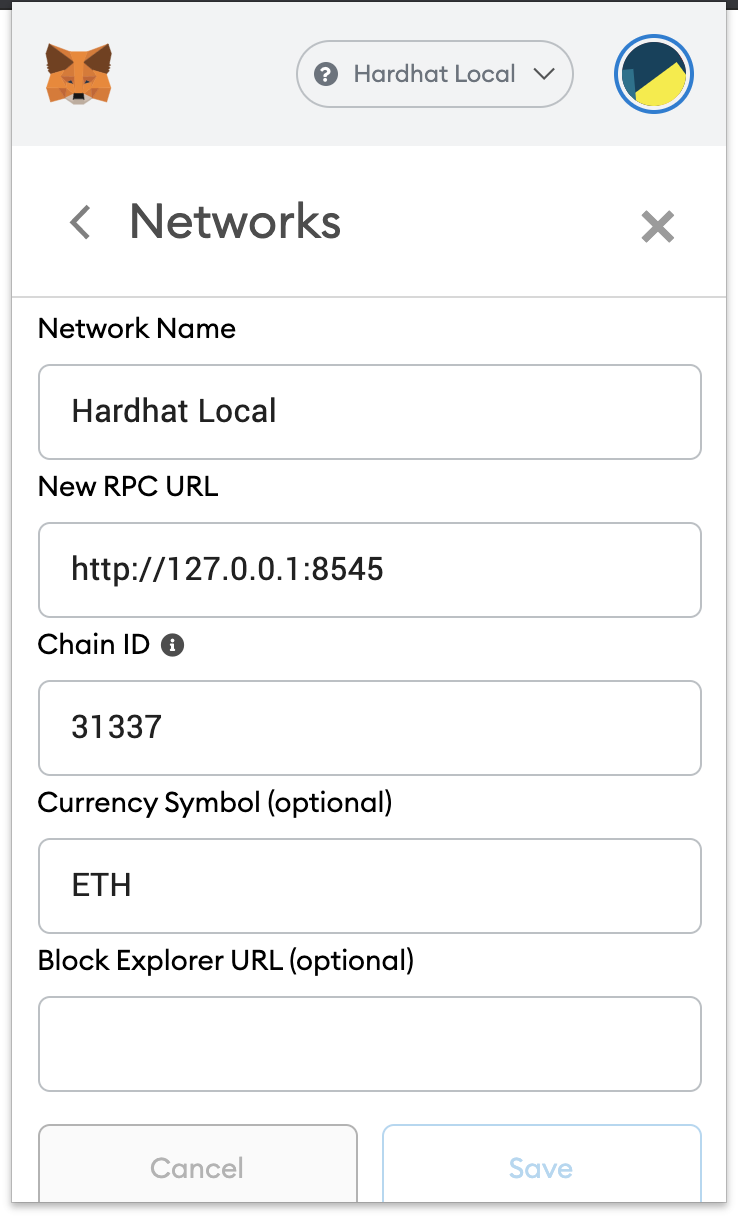 Hardhat Local
Networks
Network Name
Hardhat Local
New RPC URL
http://127.0.0.1:8545
Chain ID
31337
Currency Symbol (optional)
ETH
Block Explorer URL (optional)
Cancel
Save